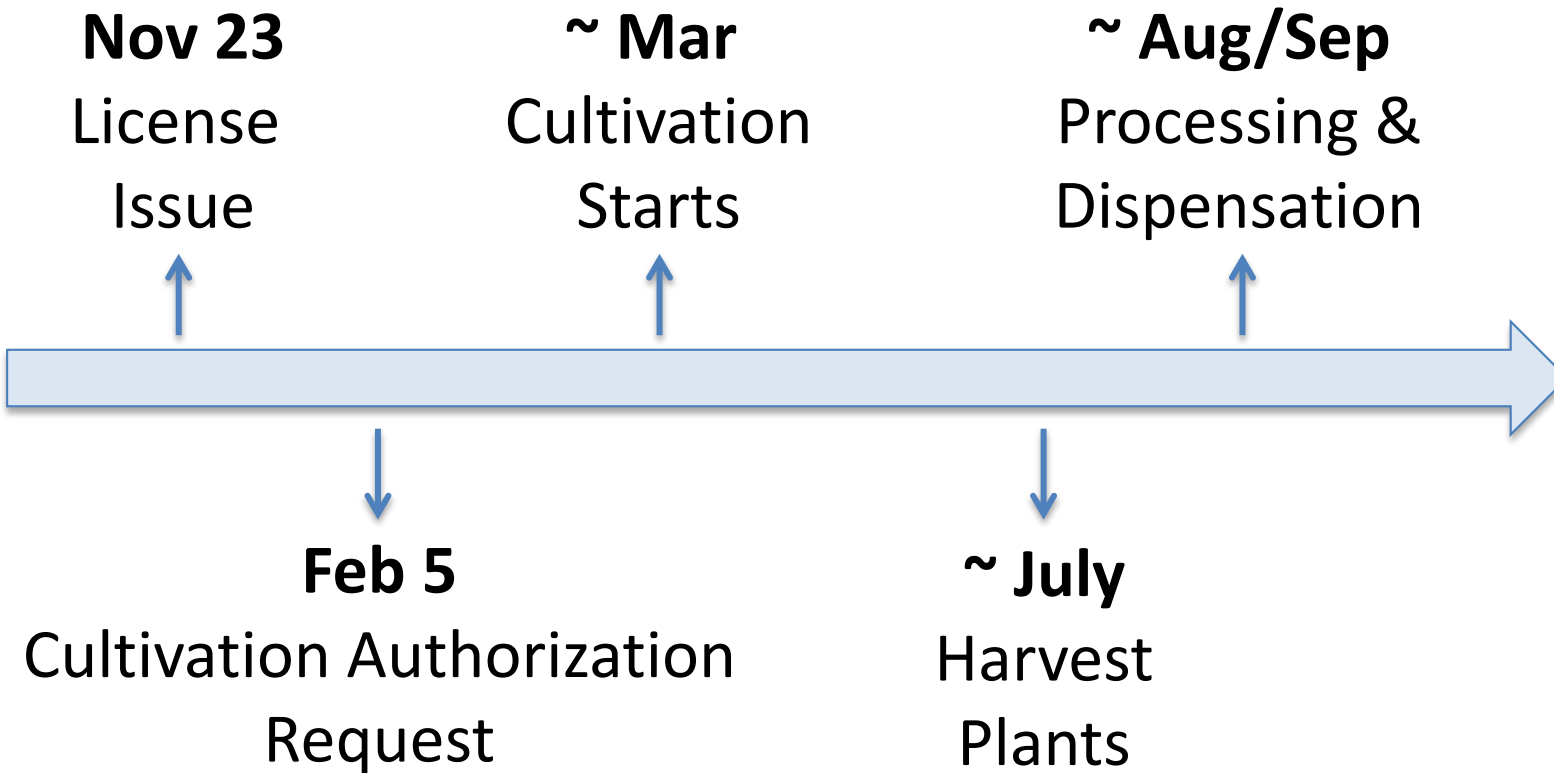 Nov 23
License
Issue
~ Mar
Cultivation
Starts
~ Aug/Sep
Processing &
Dispensation
Feb 5
Cultivation Authorization
Request
~ July
Harvest
Plants